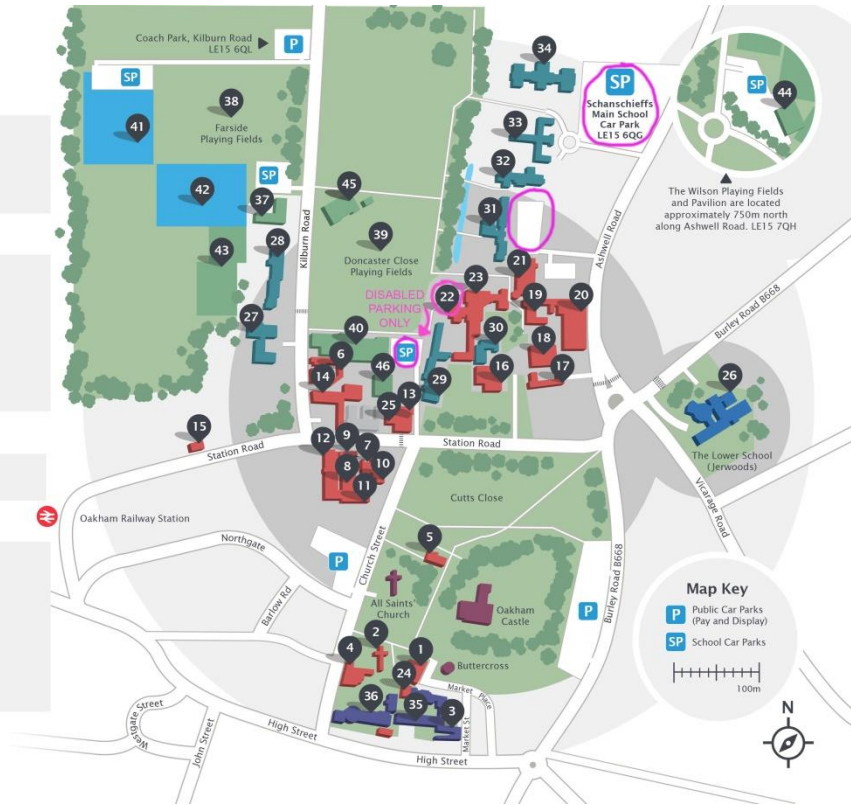 Coach Park, Kilburn Road
LE15 6QL
P
SP
34
SP
Schanschieffs
Main School
Car Park
LE15 6QG
SP
44
38
Farside
Playing Fields
41
33
32
The Wilson Playing Fields
and Pavilion are located
approximately 750m north
along Ashwell Road. LE15 7QH
SP
42
37
45
31
Kilburn Road
Ashwell Road
39
Doncaster Close
Playing Fields
28
43
21
23
22
DISABLED
PARKING
ONLY
19
20
Burley Road B668
27
40
6
SP
30
18
14
46
16
17
29
26
13
25
15
Station Road
12
9
7
Station Road
The Lower School
(Jerwoods)
8
10
11
Vicarage Road
Cutts Close
Oakham Railway Station
Northgate
5
Church Street
P
Barlow Rd
All Saints'
Church
Oakham
Castle
P
Burley Road B668
Map Key
P
Public Car Parks
(Pay and Display)
SP
School Car Parks
100m
2
4
1
Buttercross
24
Market Place
36
35
3
Market St
Westgate Street
John Street
High Street
High Street
N